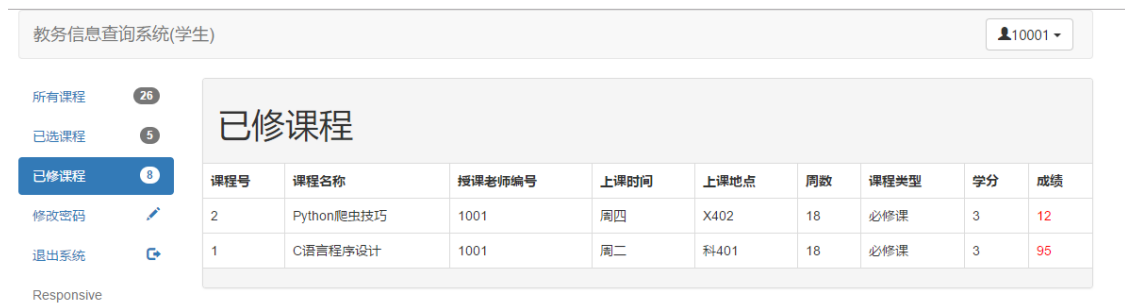 教务信息查询系统(学生)
10001
所有课程 26
已选课程 5
已修课程 8
修改密码
退出系统
Responsive
已修课程
课程号 课程名称 授课老师编号 上课时间 上课地点 周数 课程类型 学分 成绩
2 Python爬虫技巧 1001 周四 X402 18 必修课 3 12
1 C语言程序设计 1001 周二 科401 18 必修课 3 95